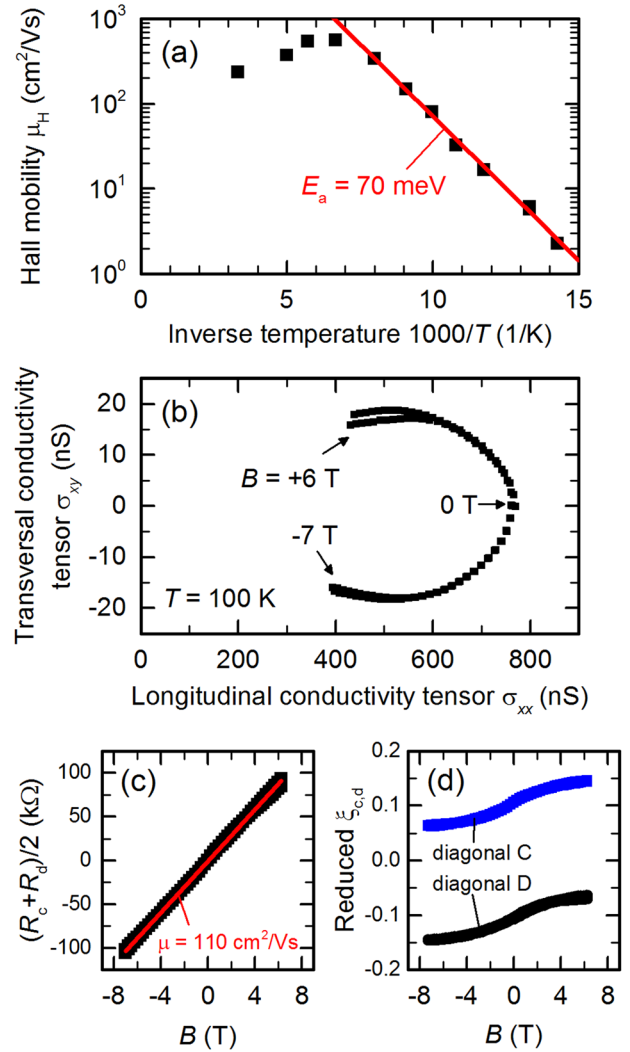 (a)
Hall mobility μH (cm²/Vs)
10³
10²
10¹
10⁰
Ea = 70 meV
0 5 10 15
Inverse temperature 1000/T (1/K)
(b)
Transversal conductivity
tensor σxy (nS)
20
10
0
-10
-20
B = +6 T
0 T
-7 T
T = 100 K
0 200 400 600 800
Longitudinal conductivity tensor σxx (nS)
(c)
(Rc+Rd)/2 (kΩ)
100
50
0
-50
-100
μ = 110 cm²/Vs
-8 -4 0 4 8
B (T)
(d)
Reduced ξc,d
0.2
0.1
0.0
-0.1
-0.2
diagonal C
diagonal D
-8 -4 0 4 8
B (T)